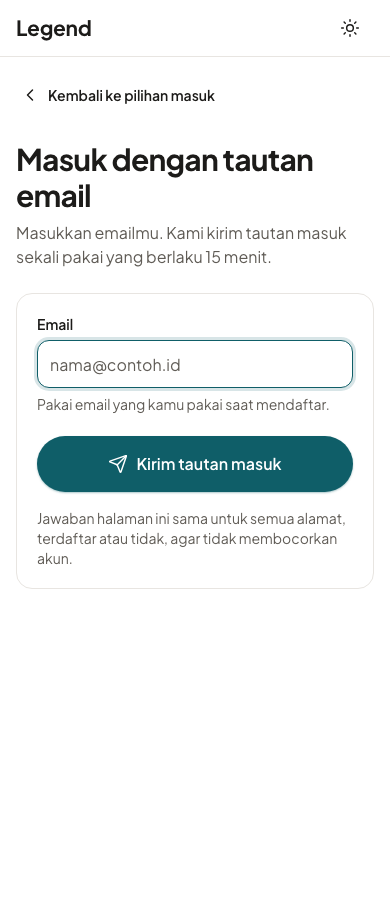 Legend
Kembali ke pilihan masuk
Masuk dengan tautan
email
Masukkan emailmu. Kami kirim tautan masuk
sekali pakai yang berlaku 15 menit.
Email
nama@contoh.id
Pakai email yang kamu pakai saat mendaftar.
Kirim tautan masuk
Jawaban halaman ini sama untuk semua alamat,
terdaftar atau tidak, agar tidak membocorkan
akun.